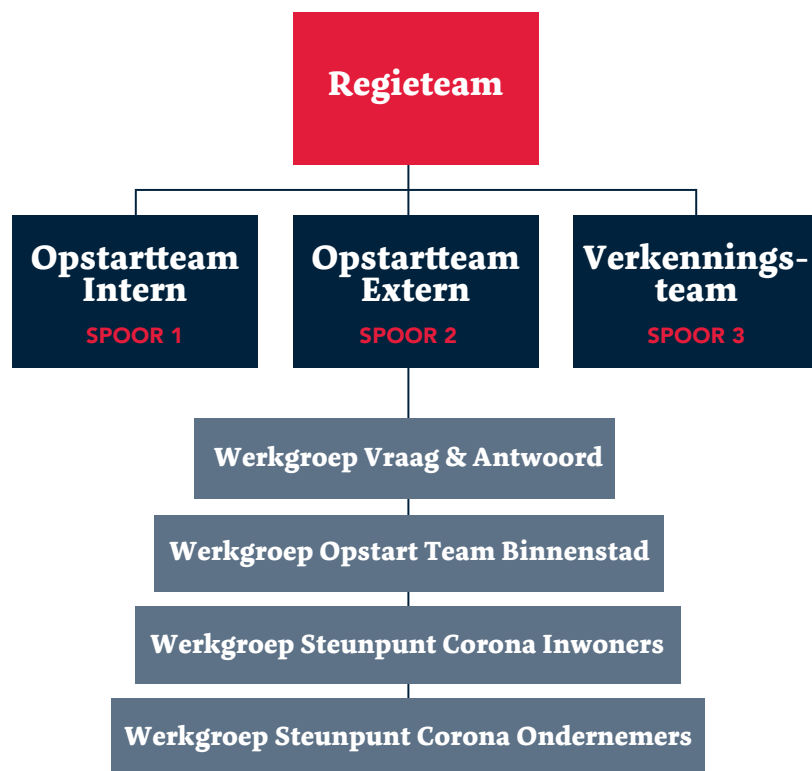 Regieteam
Opstartteam
Intern
SPOOR 1
Opstartteam
Extern
SPOOR 2
Verkennings-
team
SPOOR 3
Werkgroep Vraag & Antwoord
Werkgroep Opstart Team Binnenstad
Werkgroep Steunpunt Corona Inwoners
Werkgroep Steunpunt Corona Ondernemers